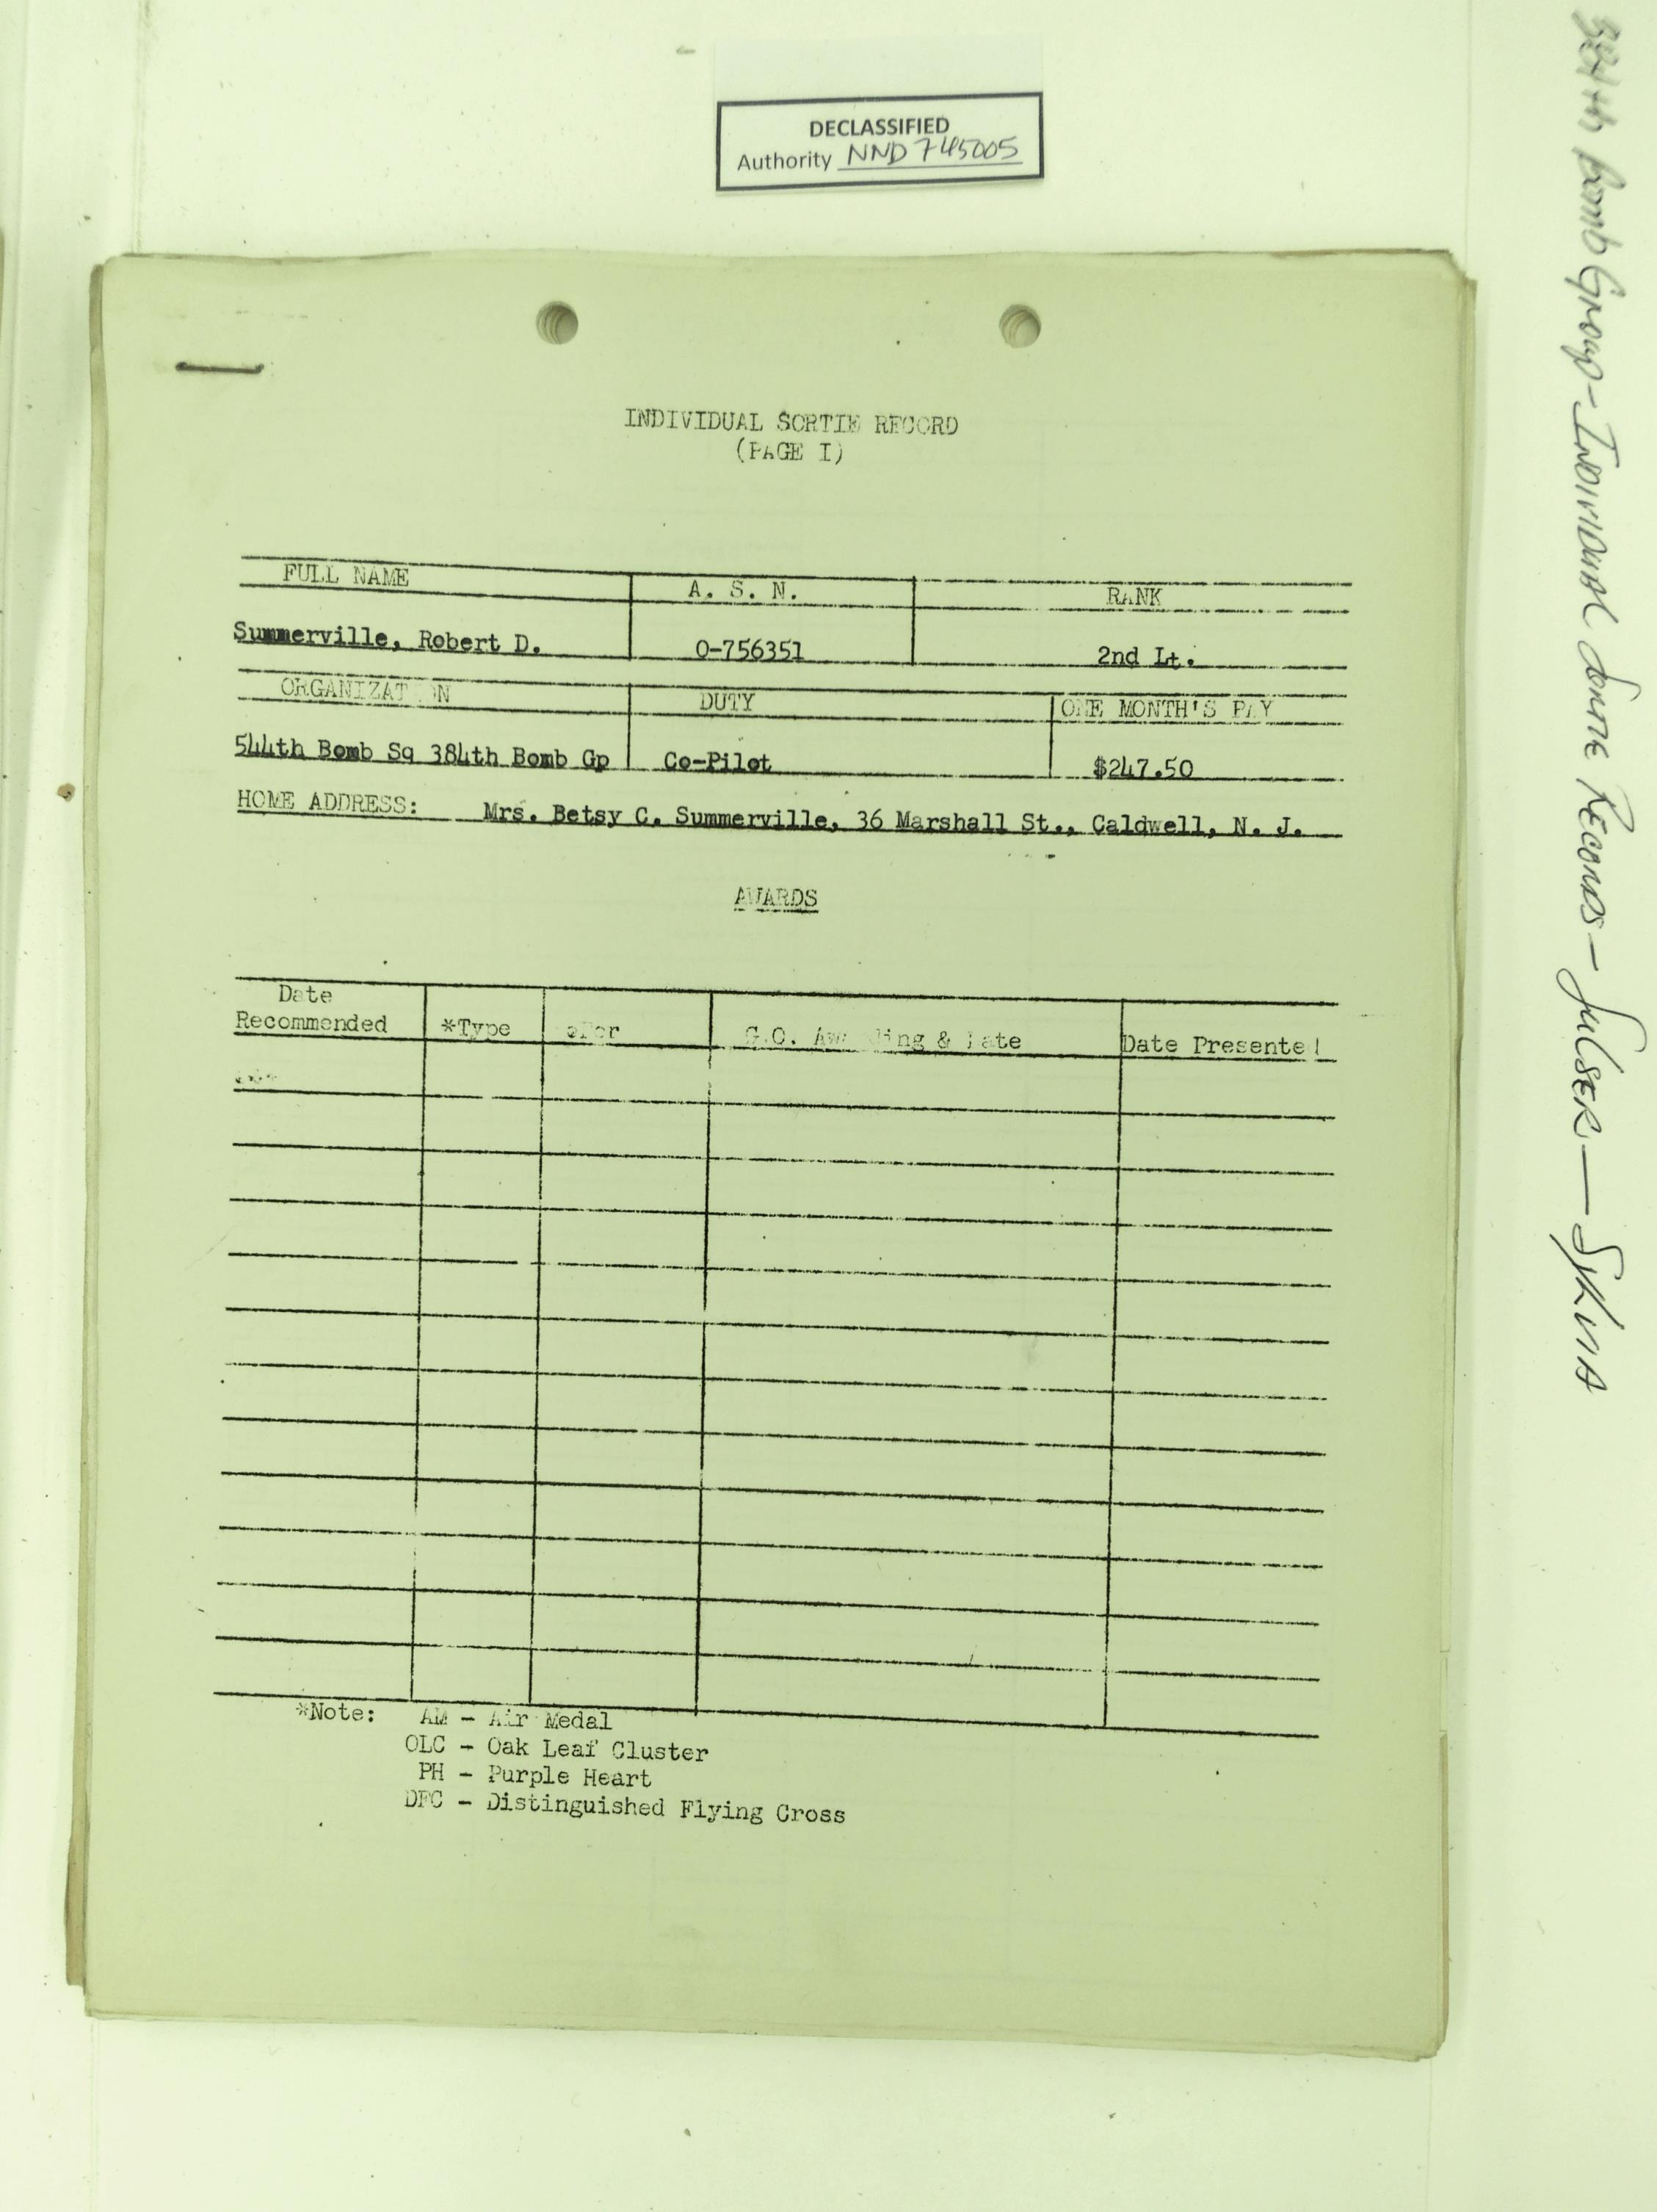 DECLASSIFIED
Authority NND 745005
384th Bomb Group - Individual Sortie Records - Sulser - Sykna
INDIVIDUAL SORTIE RECORD
(PAGE I)
FULL NAME A. S. N. RANK
Summerville, Robert D. 0-756351 2nd Lt.
ORGANIZATION DUTY ONE MONTH'S PAY
544th Bomb Sq 384th Bomb Gp Co-Pilot $247.50
HOME ADDRESS: Mrs. Betsy C. Summerville, 36 Marshall St., Caldwell, N. J.
AWARDS
Date
Recommended *Type For G.O. Awarding & Date Date Presented
*Note: AM - Air Medal
OLC - Oak Leaf Cluster
PH - Purple Heart
DFC - Distinguished Flying Cross